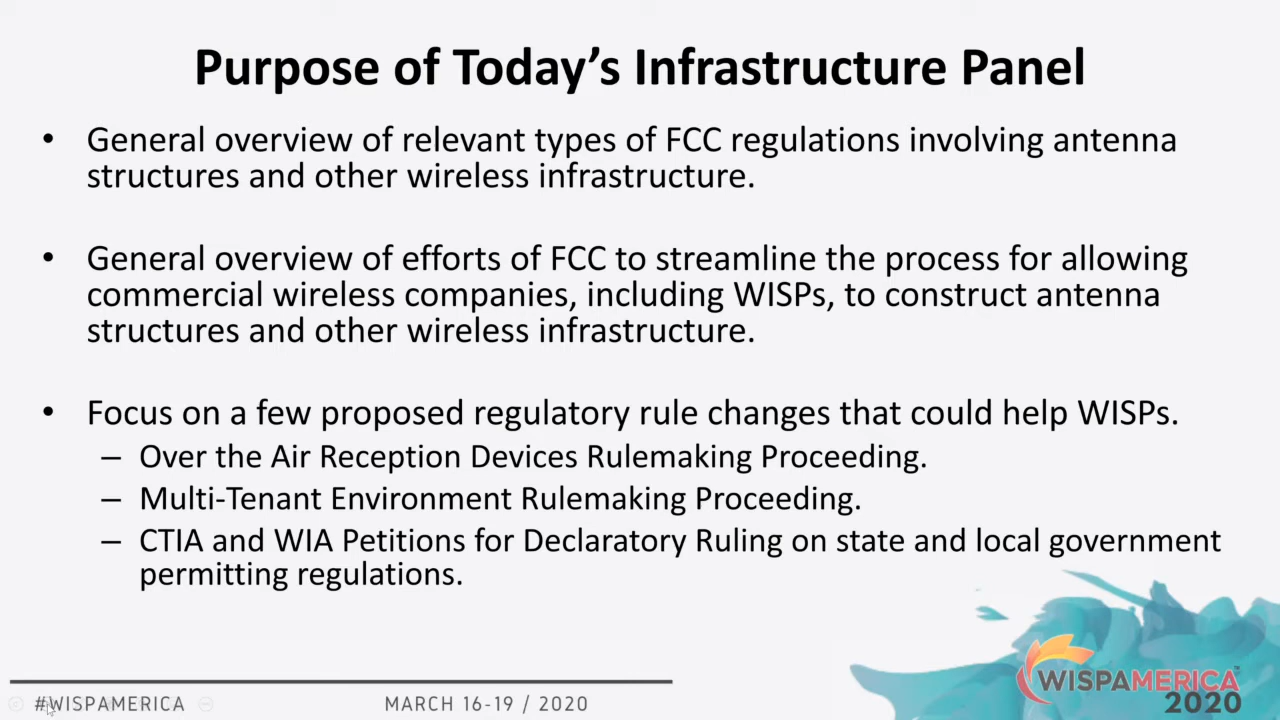 Purpose of Today’s Infrastructure Panel
• General overview of relevant types of FCC regulations involving antenna
structures and other wireless infrastructure.
• General overview of efforts of FCC to streamline the process for allowing
commercial wireless companies, including WISPs, to construct antenna
structures and other wireless infrastructure.
• Focus on a few proposed regulatory rule changes that could help WISPs.
– Over the Air Reception Devices Rulemaking Proceeding.
– Multi-Tenant Environment Rulemaking Proceeding.
– CTIA and WIA Petitions for Declaratory Ruling on state and local government
permitting regulations.
#WISPAMERICA
MARCH 16-19 / 2020
WISPAMERICA™
2020